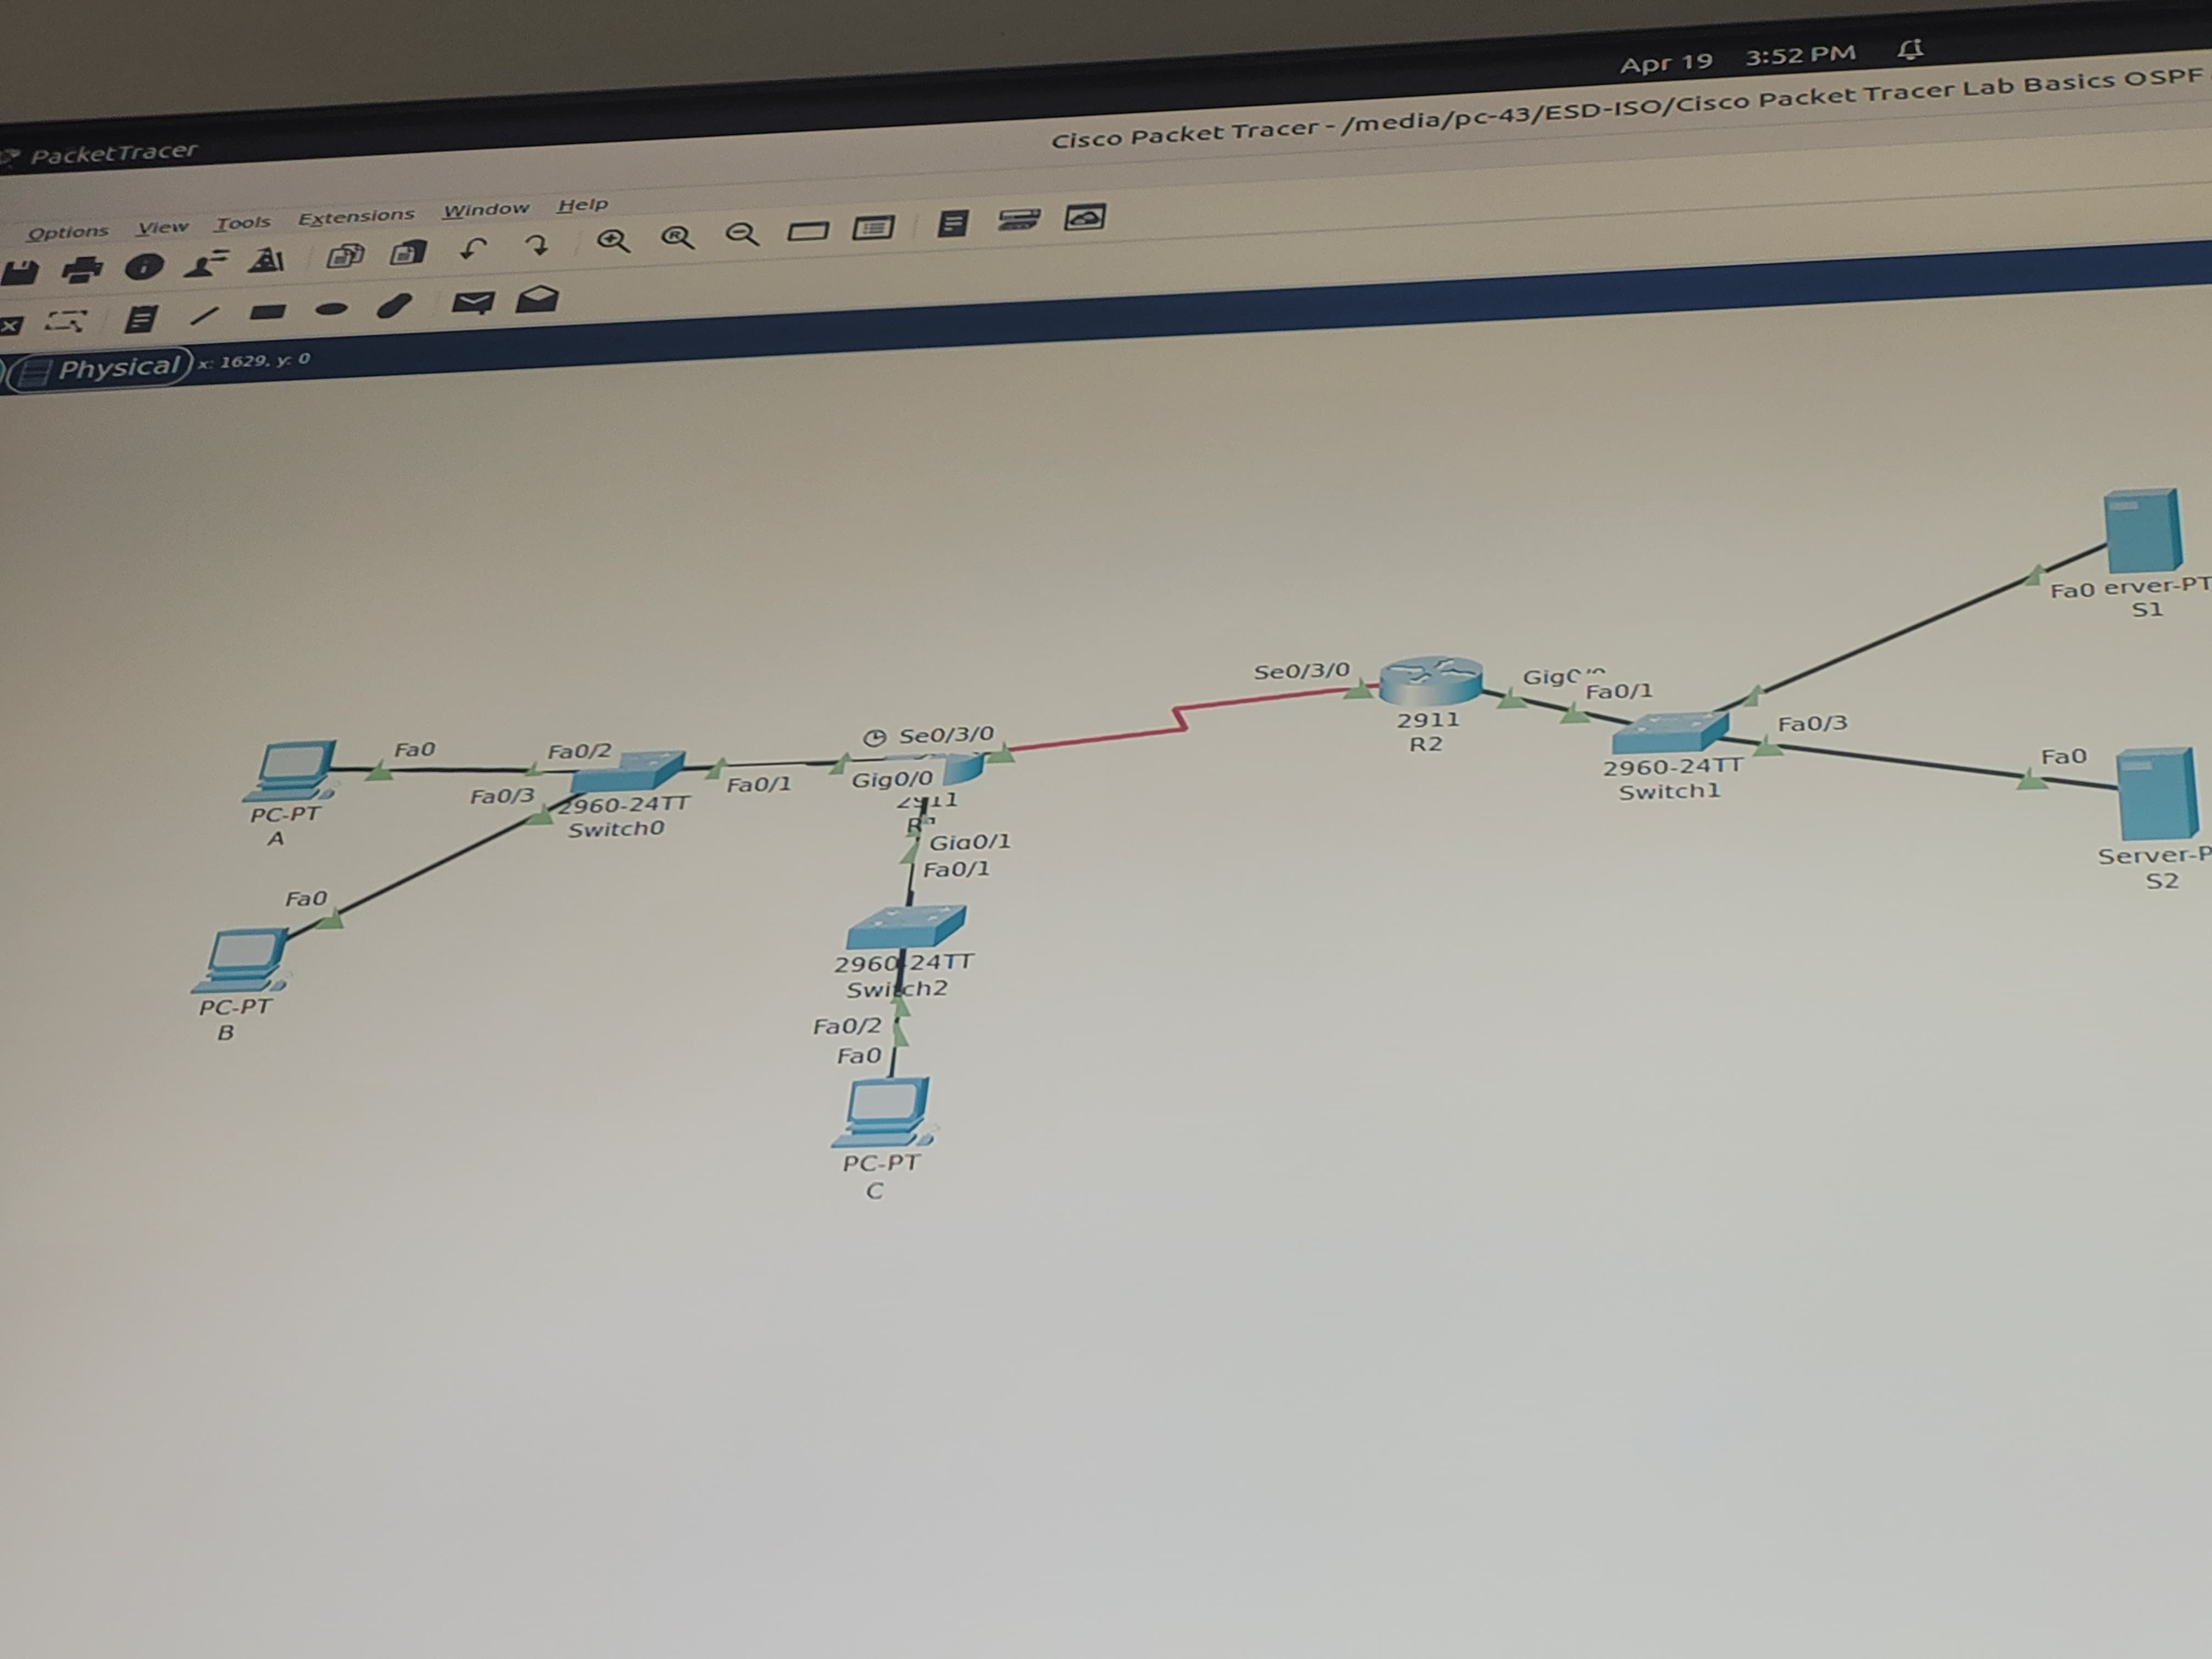 Apr 19 3:52 PM
PacketTracer
Cisco Packet Tracer - /media/pc-43/ESD-ISO/Cisco Packet Tracer Lab Basics OSPF
Options View Tools Extensions Window Help
Physical x: 1629, y: 0
Fa0 erver-PT
S1
Se0/3/0
Fa0/1
2911
R2
Fa0/3
2960-24TT
Switch1
Fa0
Server-P
S2
Fa0
Fa0/2
Se0/3/0
PC-PT
A
Fa0/3
2960-24TT
Switch0
Fa0/1
Gig0/0
Gig0/1
Fa0/1
Fa0
PC-PT
B
2960-24TT
Switch2
Fa0/2
Fa0
PC-PT
C